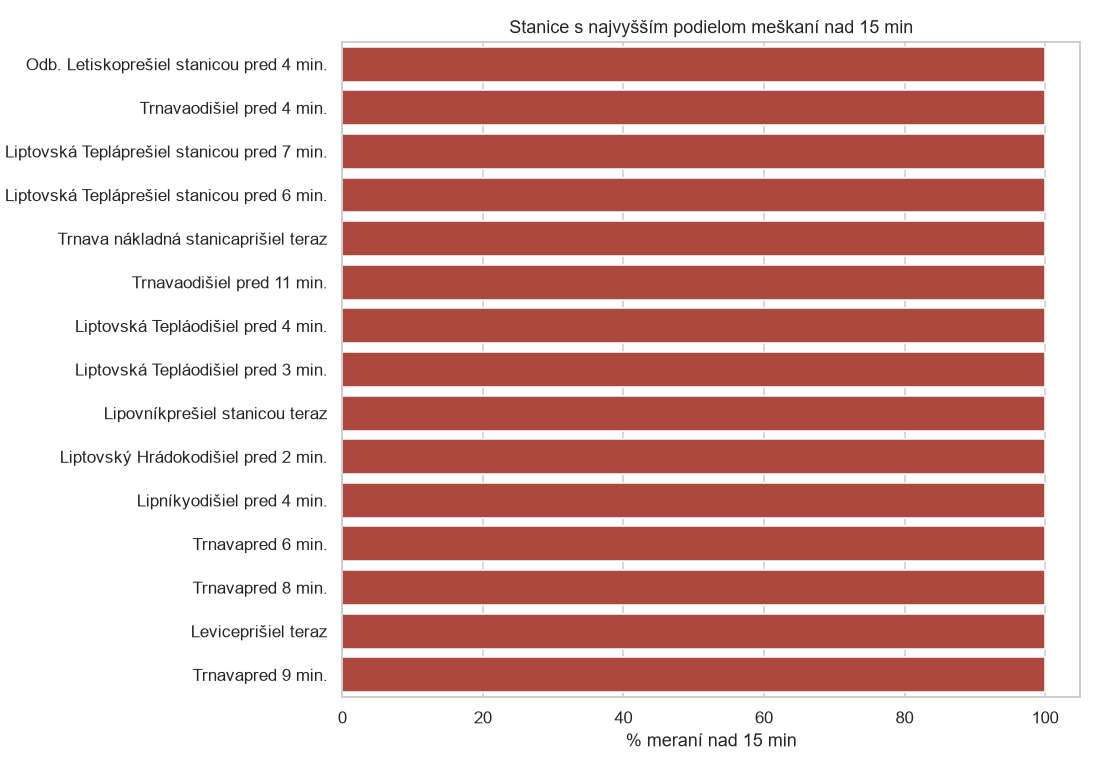 Stanice s najvyšším podielom meškaní nad 15 min
Odb. Letiskoprešiel stanicou pred 4 min.
Trnavaodišiel pred 4 min.
Liptovská Tepláprešiel stanicou pred 7 min.
Liptovská Tepláprešiel stanicou pred 6 min.
Trnava nákladná stanicaprišiel teraz
Trnavaodišiel pred 11 min.
Liptovská Tepláodišiel pred 4 min.
Liptovská Tepláodišiel pred 3 min.
Lipovníkprešiel stanicou teraz
Liptovský Hrádokodišiel pred 2 min.
Lipníkyodišiel pred 4 min.
Trnavapred 6 min.
Trnavapred 8 min.
Leviceprišiel teraz
Trnavapred 9 min.
0 20 40 60 80 100
% meraní nad 15 min